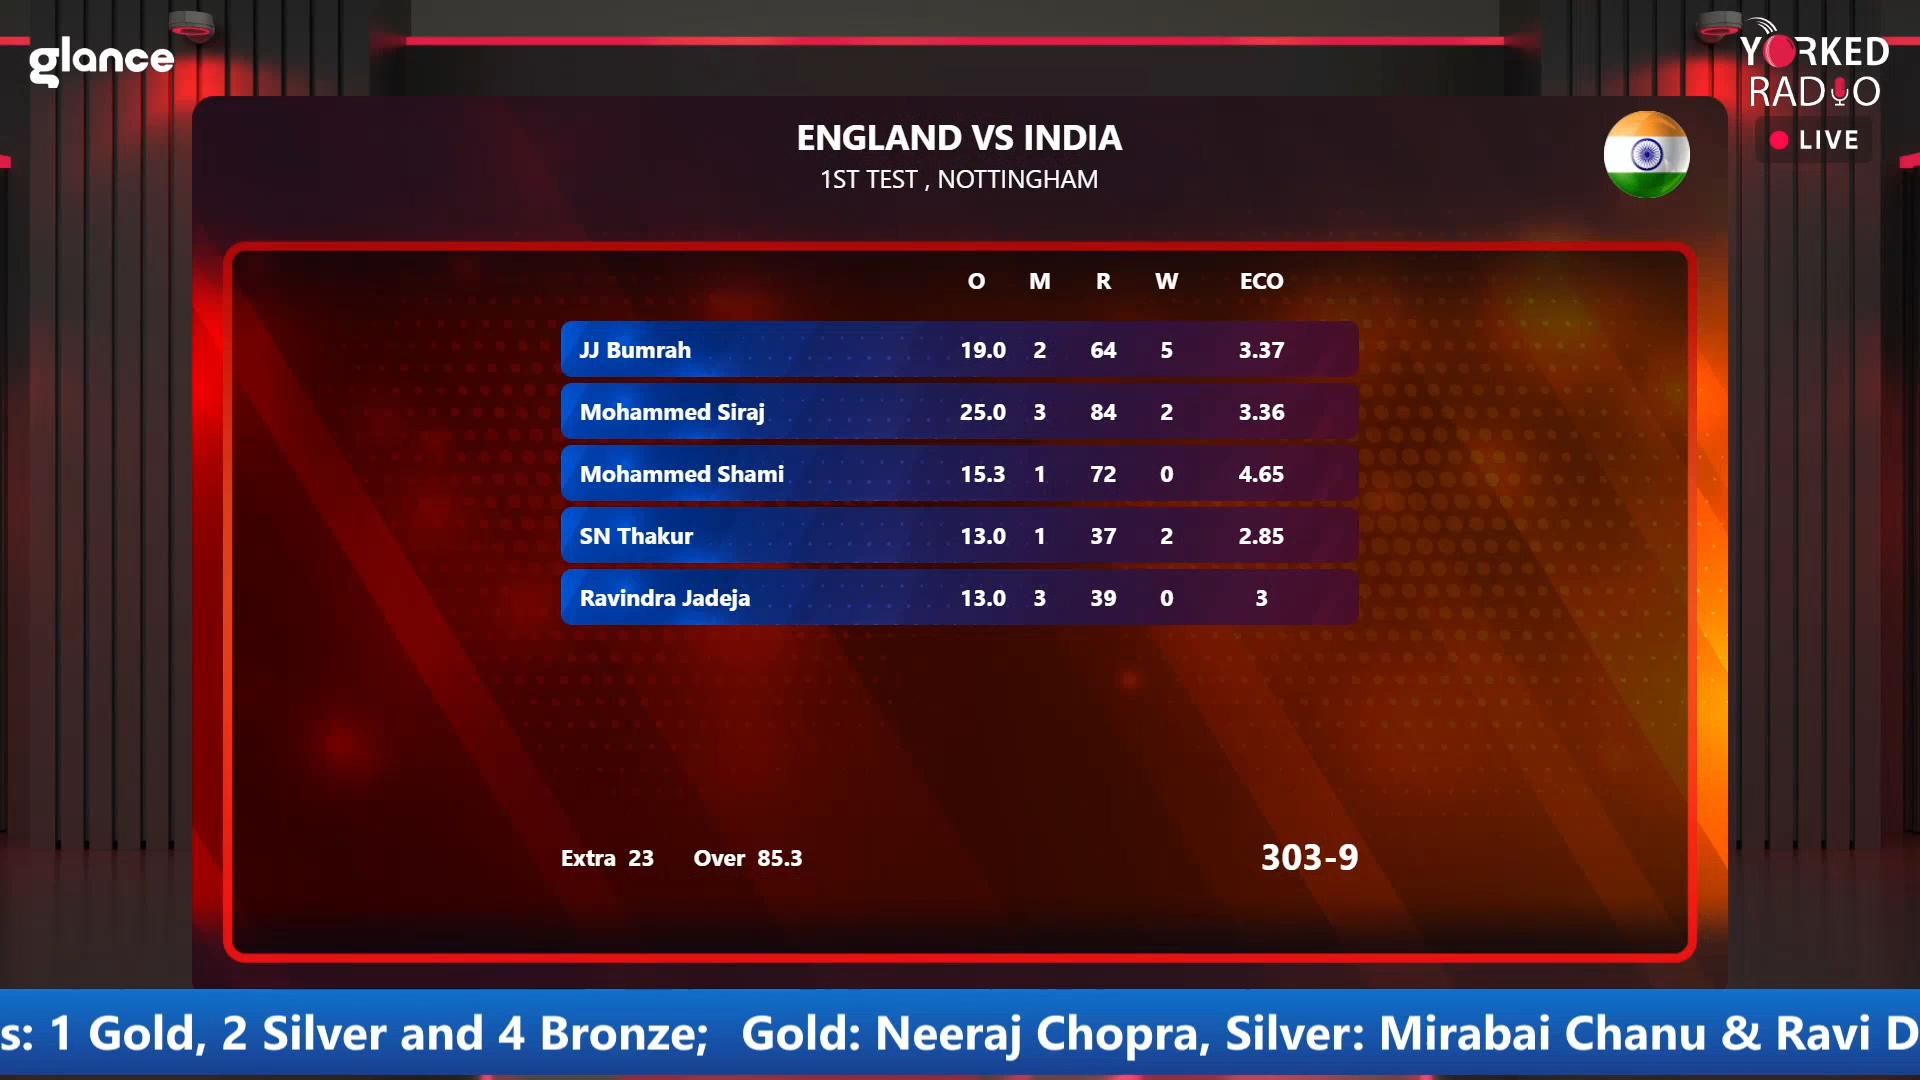 glance
YORKED
RADIO
LIVE
ENGLAND VS INDIA
1ST TEST , NOTTINGHAM
O M R W ECO
JJ Bumrah 19.0 2 64 5 3.37
Mohammed Siraj 25.0 3 84 2 3.36
Mohammed Shami 15.3 1 72 0 4.65
SN Thakur 13.0 1 37 2 2.85
Ravindra Jadeja 13.0 3 39 0 3
Extra 23 Over 85.3 303-9
s: 1 Gold, 2 Silver and 4 Bronze; Gold: Neeraj Chopra, Silver: Mirabai Chanu & Ravi D